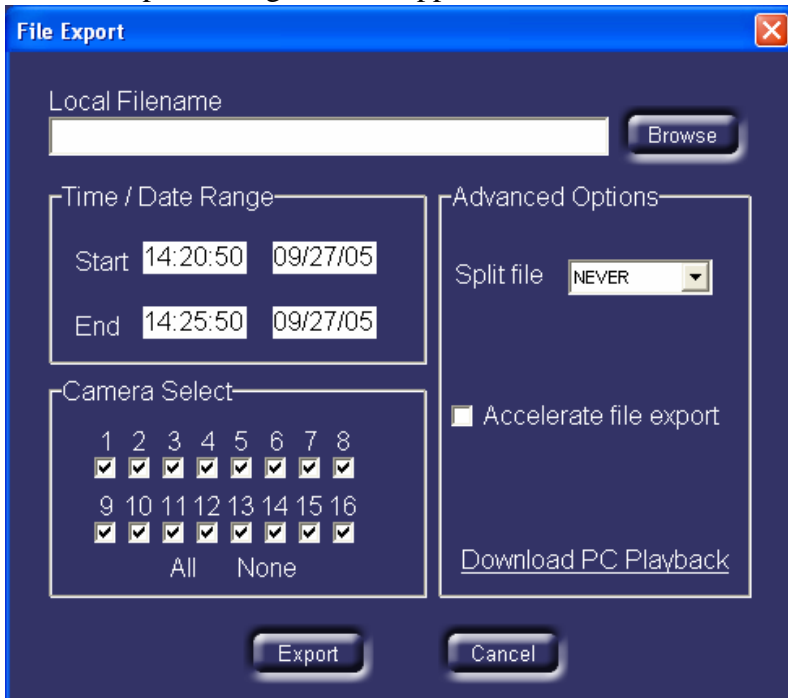 File Export
Local Filename
Browse
Time / Date Range
Start 14:20:50 09/27/05
End 14:25:50 09/27/05
Camera Select
1 2 3 4 5 6 7 8
9 10 11 12 13 14 15 16
All None
Advanced Options
Split file NEVER
Accelerate file export
Download PC Playback
Export Cancel